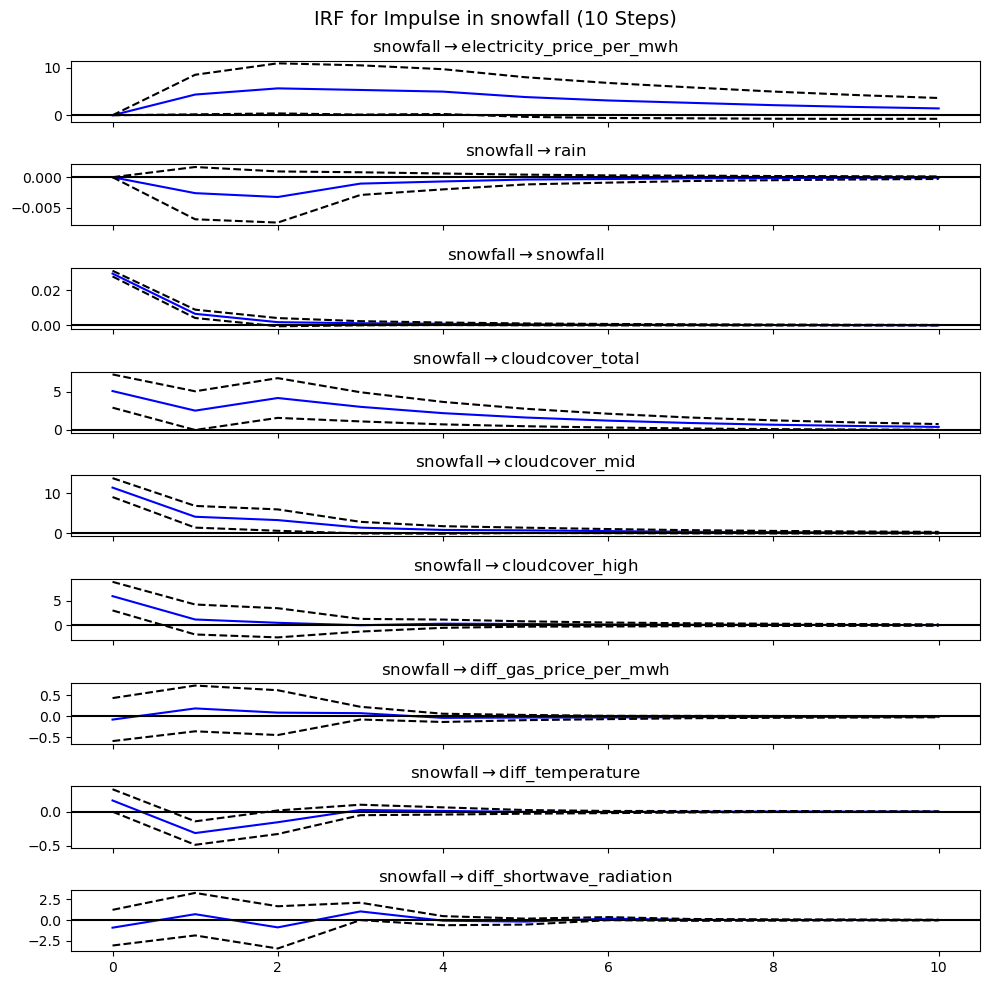 IRF for Impulse in snowfall (10 Steps)
snowfall→electricity_price_per_mwh
10
0
snowfall→rain
0.000
−0.005
snowfall→snowfall
0.02
0.00
snowfall→cloudcover_total
5
0
snowfall→cloudcover_mid
10
0
snowfall→cloudcover_high
5
0
snowfall→diff_gas_price_per_mwh
0.5
0.0
−0.5
snowfall→diff_temperature
0.0
−0.5
snowfall→diff_shortwave_radiation
2.5
0.0
−2.5
0 2 4 6 8 10